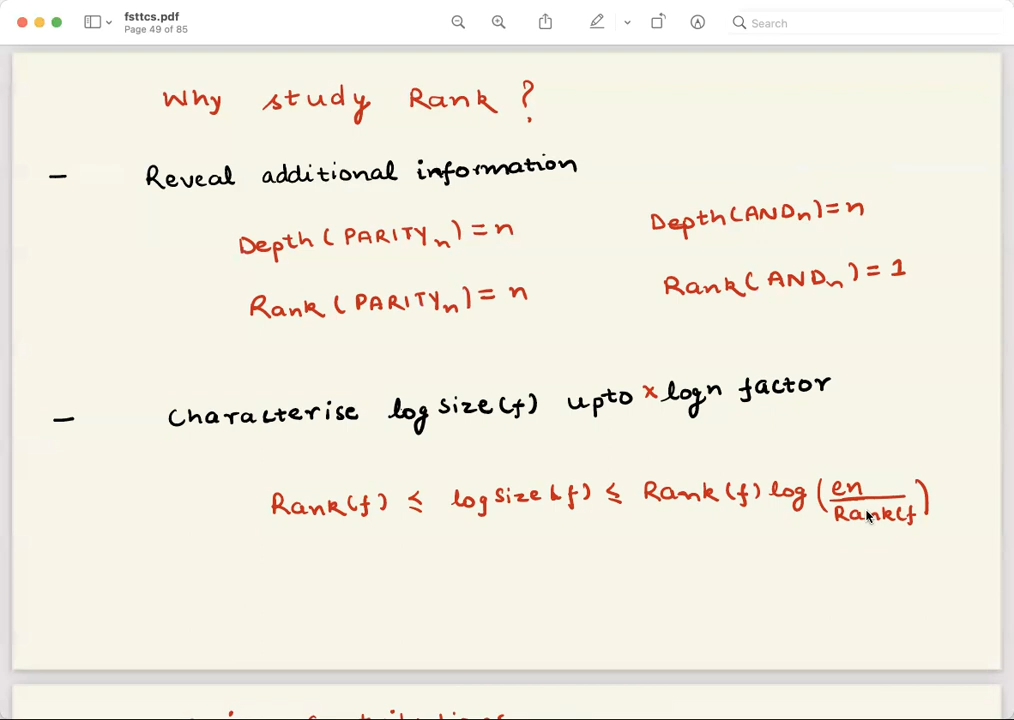 fsttcs.pdf
Page 49 of 85
Search
Why study Rank ?
- Reveal additional information
Depth (PARITYₙ) = n
Depth(ANDₙ) = n
Rank (PARITYₙ) = n
Rank(ANDₙ) = 1
- Characterise log size(f) upto × logn factor
Rank(f) ≤ log size(f) ≤ Rank (f) log (en / Rank(f)